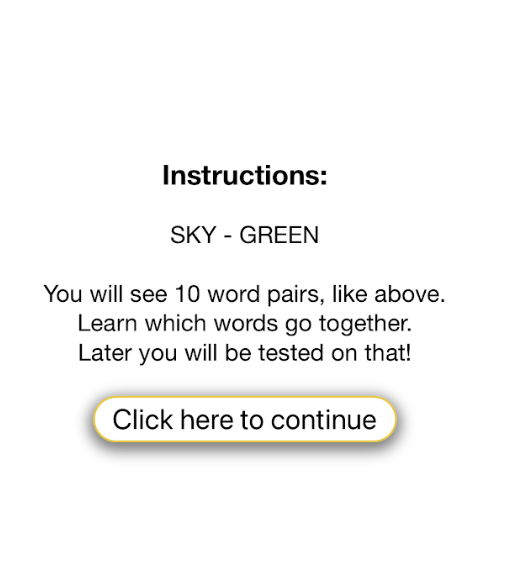 Instructions:
SKY - GREEN
You will see 10 word pairs, like above.
Learn which words go together.
Later you will be tested on that!
Click here to continue